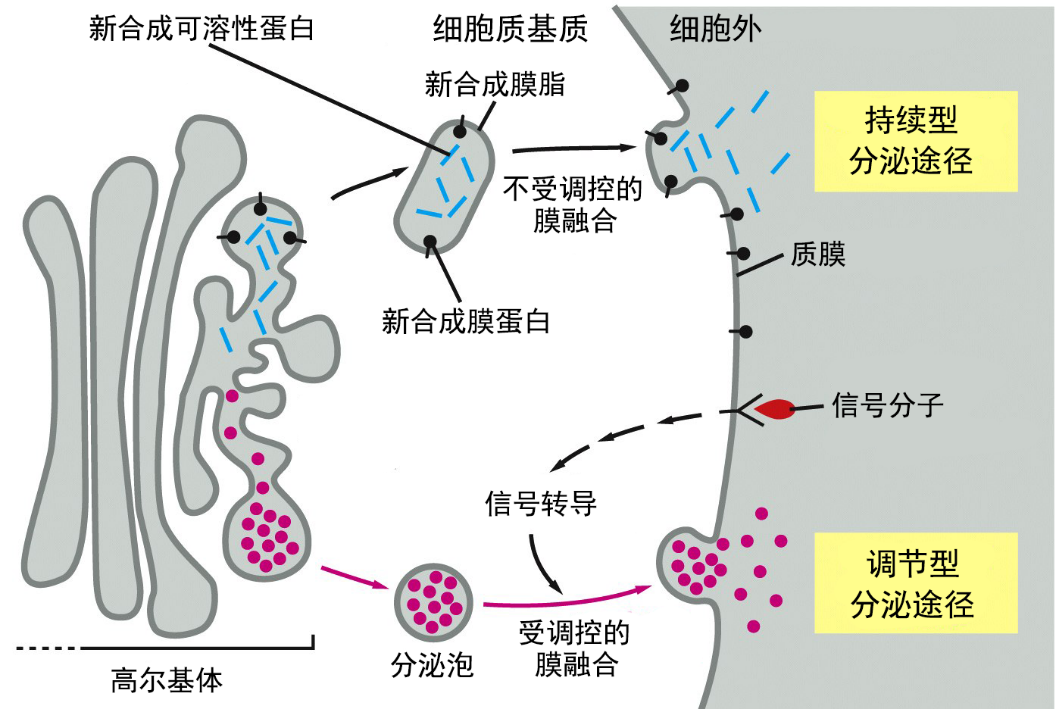 新合成可溶性蛋白
细胞质基质
细胞外
新合成膜脂
持续型
分泌途径
不受调控的
膜融合
质膜
新合成膜蛋白
信号分子
信号转导
调节型
分泌途径
受调控的
膜融合
分泌泡
高尔基体